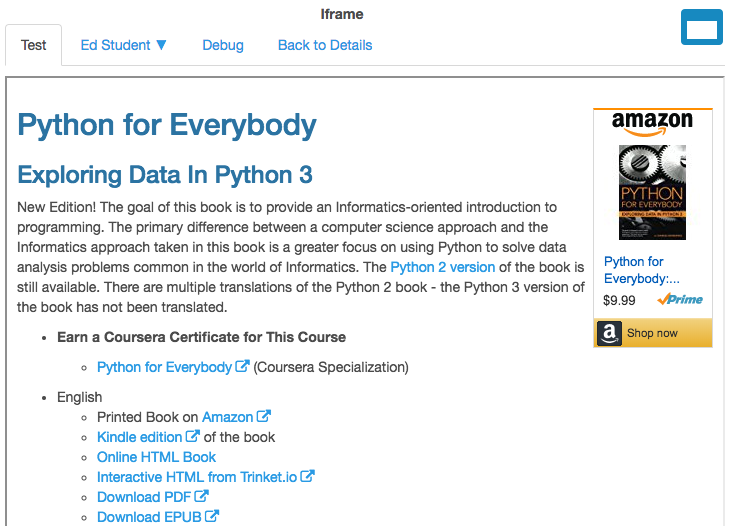 Iframe
Test
Ed Student ▼
Debug
Back to Details
Python for Everybody
Exploring Data In Python 3
New Edition! The goal of this book is to provide an Informatics-oriented introduction to
programming. The primary difference between a computer science approach and the
Informatics approach taken in this book is a greater focus on using Python to solve data
analysis problems common in the world of Informatics. The Python 2 version of the book is
still available. There are multiple translations of the Python 2 book - the Python 3 version of
the book has not been translated.
• Earn a Coursera Certificate for This Course
◦ Python for Everybody (Coursera Specialization)
• English
◦ Printed Book on Amazon
◦ Kindle edition of the book
◦ Online HTML Book
◦ Interactive HTML from Trinket.io
◦ Download PDF
◦ Download EPUB
amazon
PYTHON
FOR EVERYBODY
EXPLORING DATA IN PYTHON 3
Python for
Everybody:...
$9.99 Prime
a Shop now